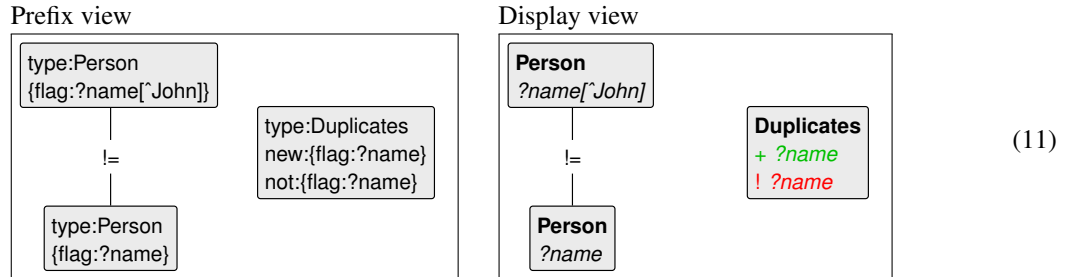 Prefix view
type:Person
{flag:?name[ˆJohn]}
!=
type:Person
{flag:?name}
type:Duplicates
new:{flag:?name}
not:{flag:?name}
Display view
Person
?name[ˆJohn]
!=
Person
?name
Duplicates
+ ?name
! ?name
(11)